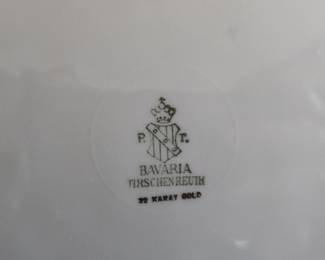 P. T.
BAVARIA
TIRSCHENREUTH
22 KARAT GOLD